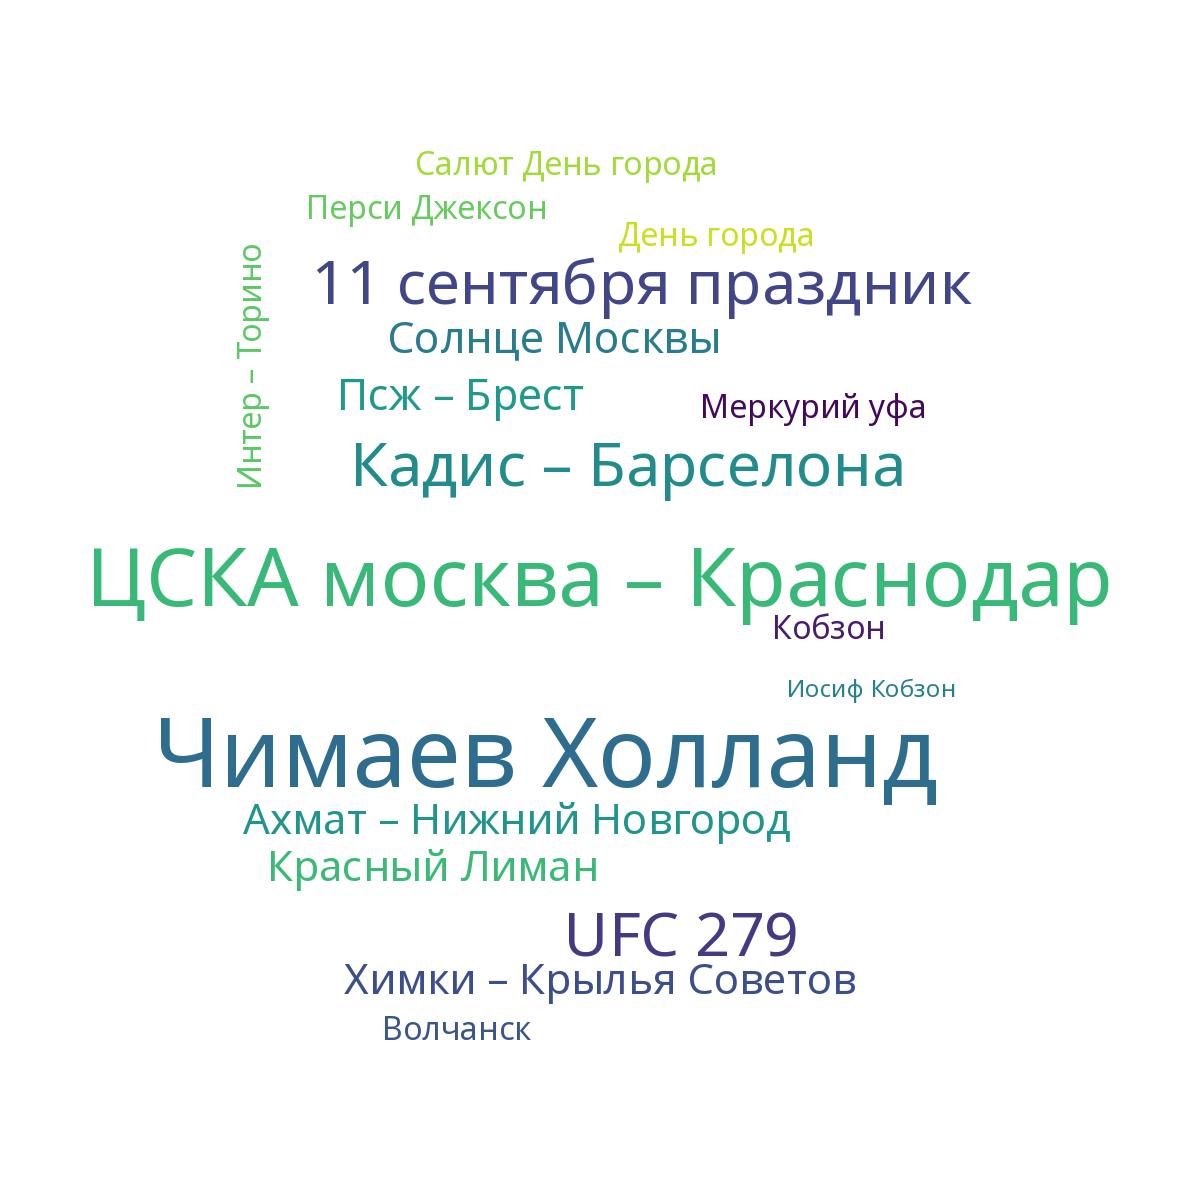 Салют День города
Перси Джексон
День города
Интер – Торино
11 сентября праздник
Солнце Москвы
Псж – Брест
Меркурий уфа
Кадис – Барселона
ЦСКА москва – Краснодар
Кобзон
Иосиф Кобзон
Чимаев Холланд
Ахмат – Нижний Новгород
Красный Лиман
UFC 279
Химки – Крылья Советов
Волчанск